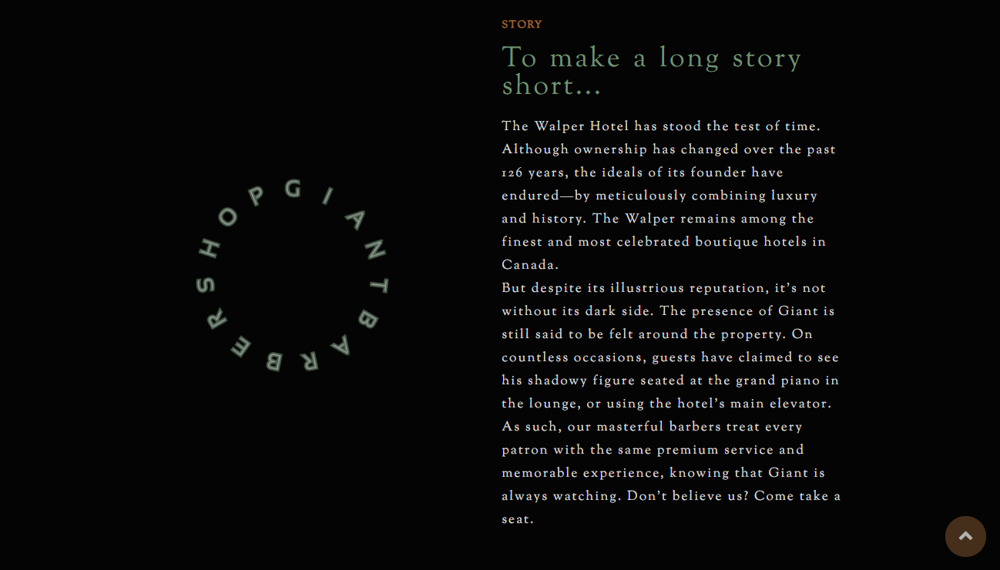 GIANT BARBERSHOP
STORY
To make a long story
short...
The Walper Hotel has stood the test of time.
Although ownership has changed over the past
126 years, the ideals of its founder have
endured—by meticulously combining luxury
and history. The Walper remains among the
finest and most celebrated boutique hotels in
Canada.
But despite its illustrious reputation, it’s not
without its dark side. The presence of Giant is
still said to be felt around the property. On
countless occasions, guests have claimed to see
his shadowy figure seated at the grand piano in
the lounge, or using the hotel’s main elevator.
As such, our masterful barbers treat every
patron with the same premium service and
memorable experience, knowing that Giant is
always watching. Don’t believe us? Come take a
seat.